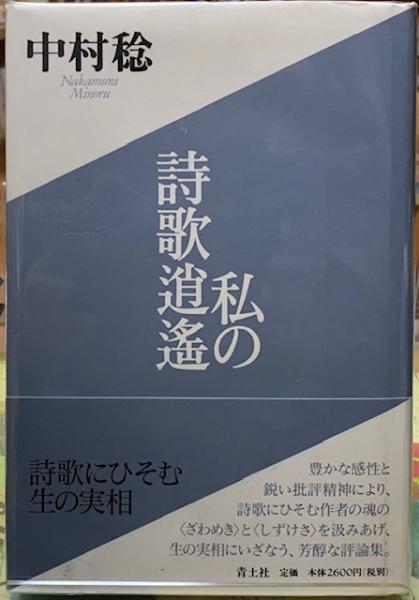 中村稔
Nakamura
Minoru
私の
詩歌逍遙
詩歌にひそむ
生の実相
豊かな感性と
鋭い批評精神により、
詩歌にひそむ作者の魂の
〈ざわめき〉と〈しずけさ〉を汲みあげ、
生の実相にいざなう、芳醇な評論集。
青土社 定価 本体2600円(税別)